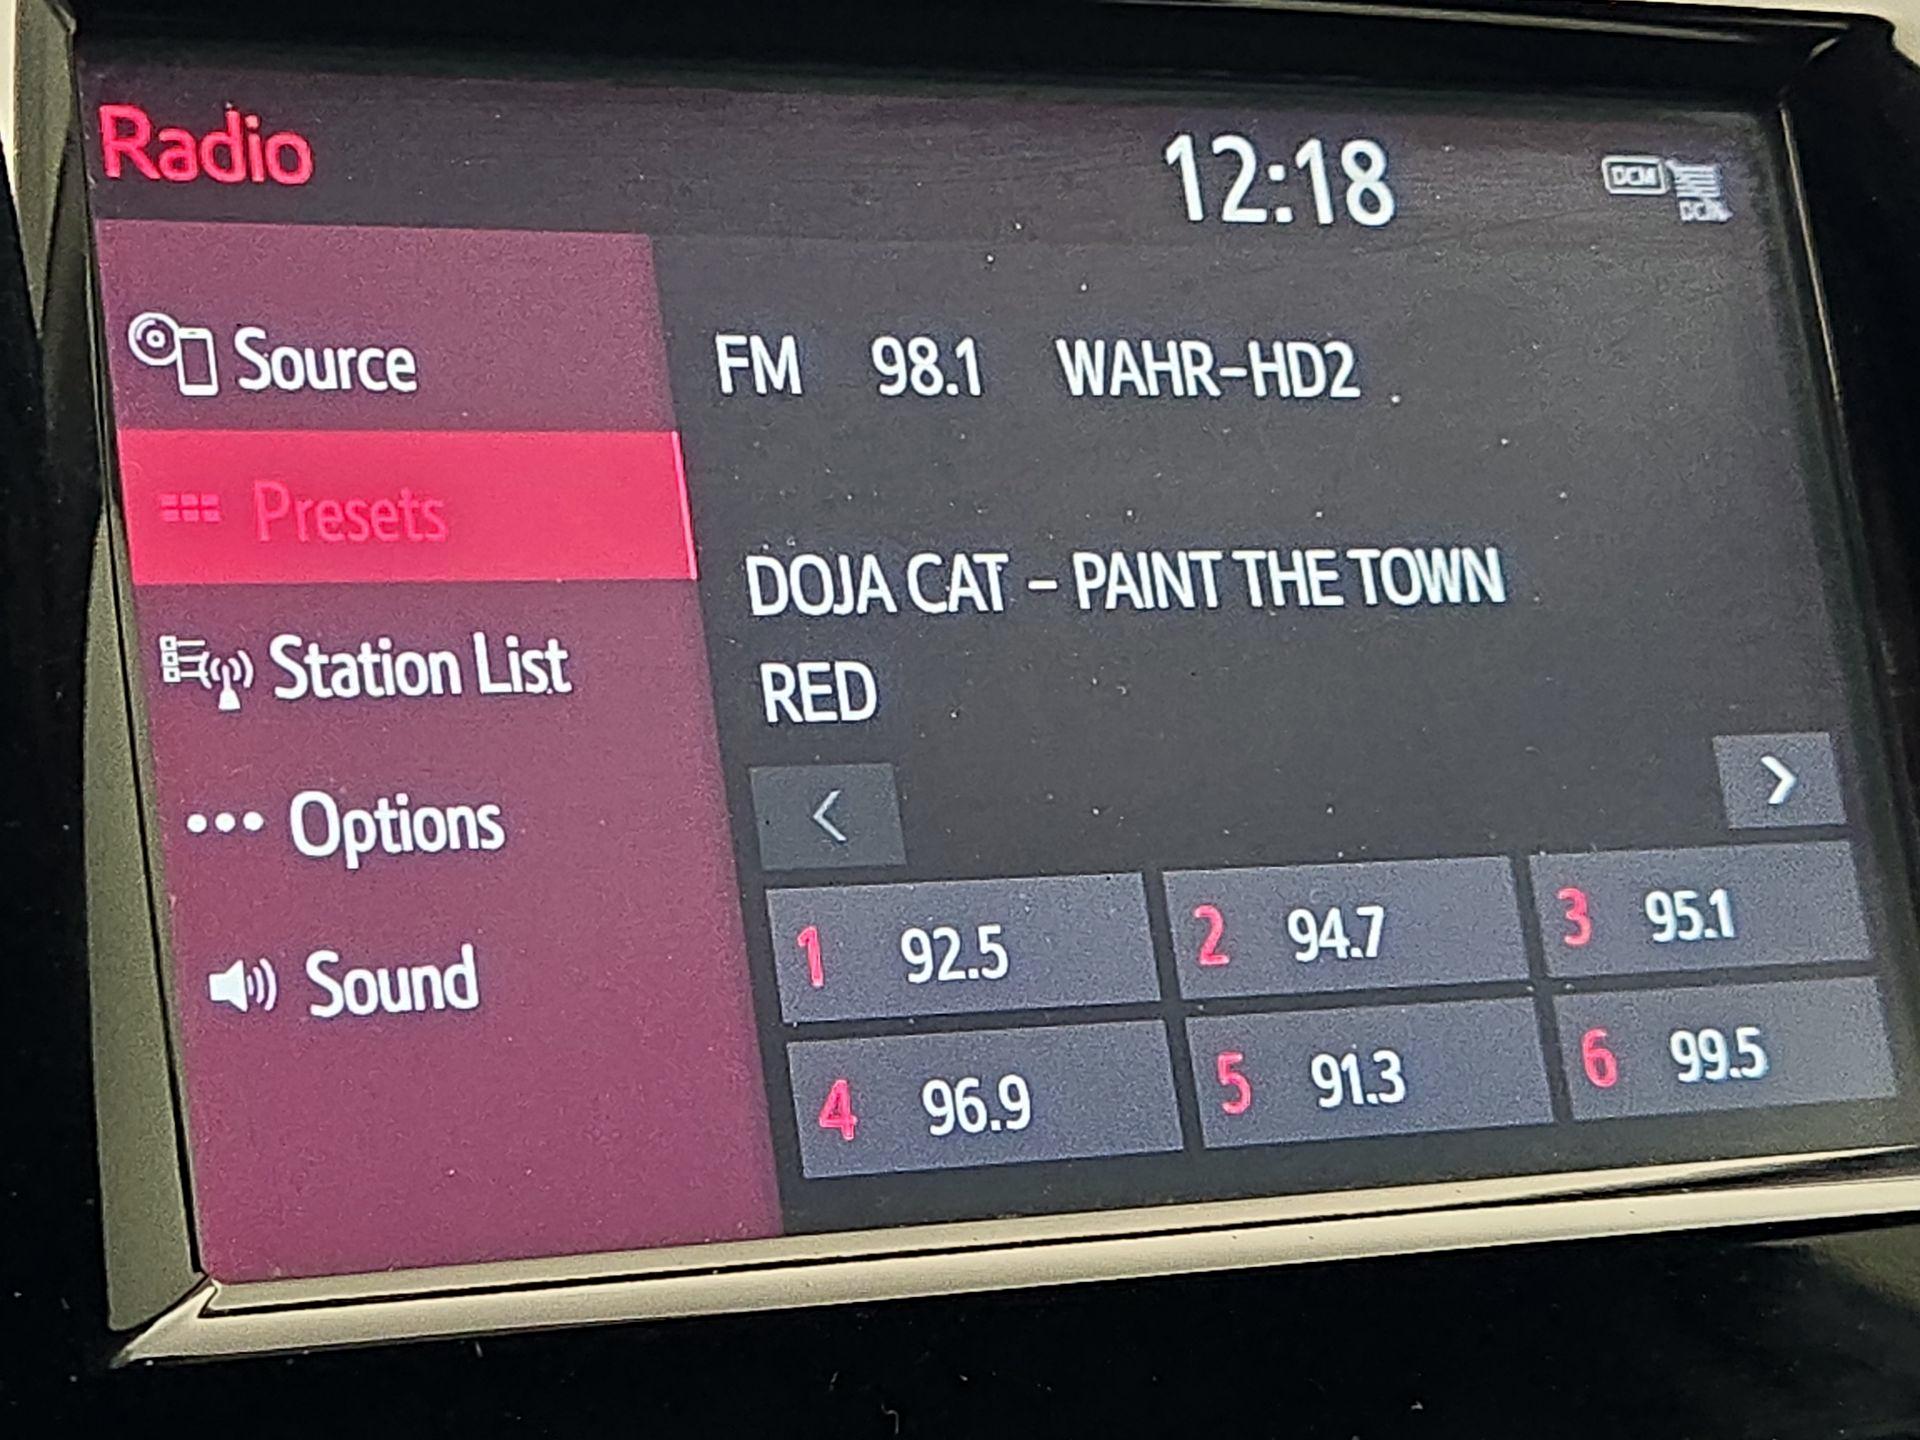 Radio
12:18
DCM
Source
FM 98.1 WAHR-HD2
Presets
DOJA CAT - PAINT THE TOWN
RED
Station List
Options
Sound
<
>
1 92.5
2 94.7
3 95.1
4 96.9
5 91.3
6 99.5